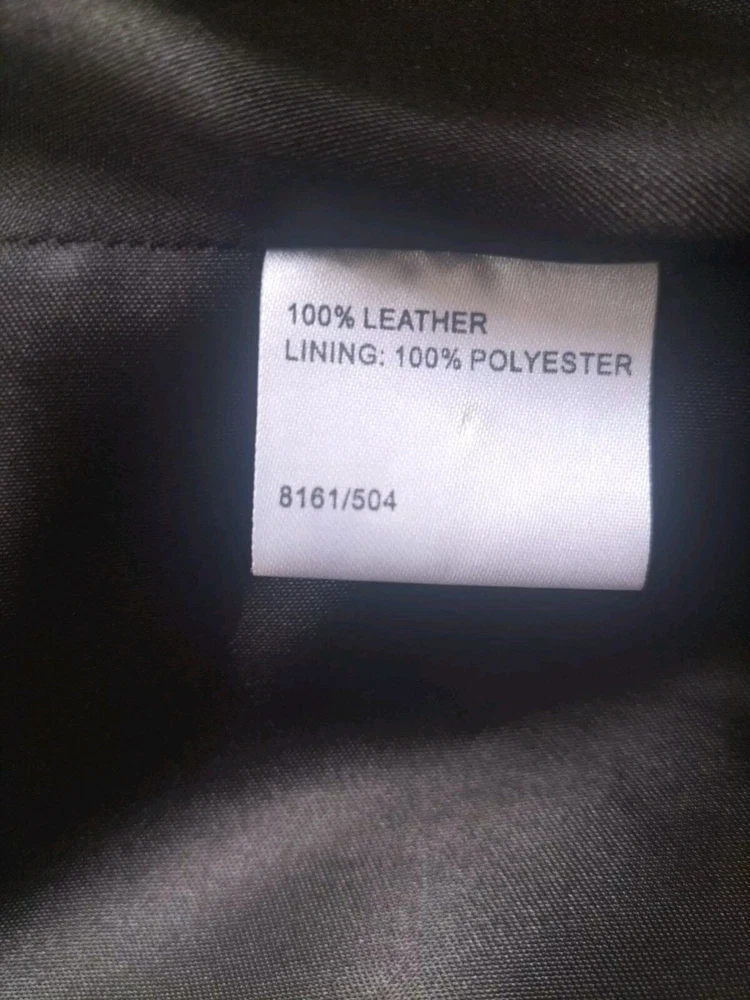 100% LEATHER
LINING: 100% POLYESTER
8161/504